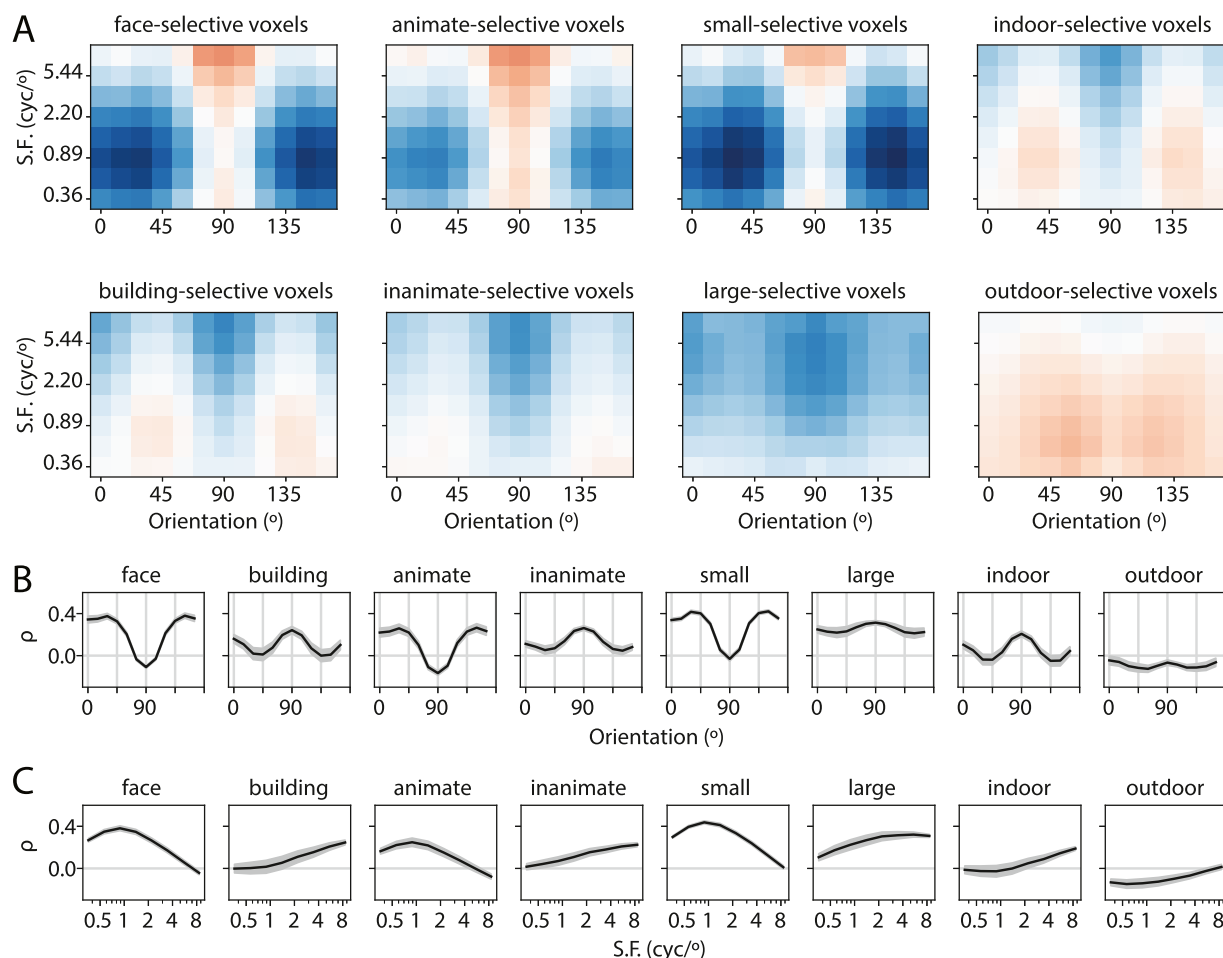 A
face-selective voxels
animate-selective voxels
small-selective voxels
indoor-selective voxels
S.F. (cyc/º)
5.44
2.20
0.89
0.36
0 45 90 135
0 45 90 135
0 45 90 135
0 45 90 135
building-selective voxels
inanimate-selective voxels
large-selective voxels
outdoor-selective voxels
S.F. (cyc/º)
5.44
2.20
0.89
0.36
0 45 90 135
0 45 90 135
0 45 90 135
0 45 90 135
Orientation (º)
Orientation (º)
Orientation (º)
Orientation (º)
B
face building animate inanimate small large indoor outdoor
ρ
0.4
0.0
0 90
0 90
0 90
0 90
0 90
0 90
0 90
0 90
Orientation (º)
C
face building animate inanimate small large indoor outdoor
ρ
0.4
0.0
0.5 1 2 4 8
0.5 1 2 4 8
0.5 1 2 4 8
0.5 1 2 4 8
0.5 1 2 4 8
0.5 1 2 4 8
0.5 1 2 4 8
0.5 1 2 4 8
S.F. (cyc/º)